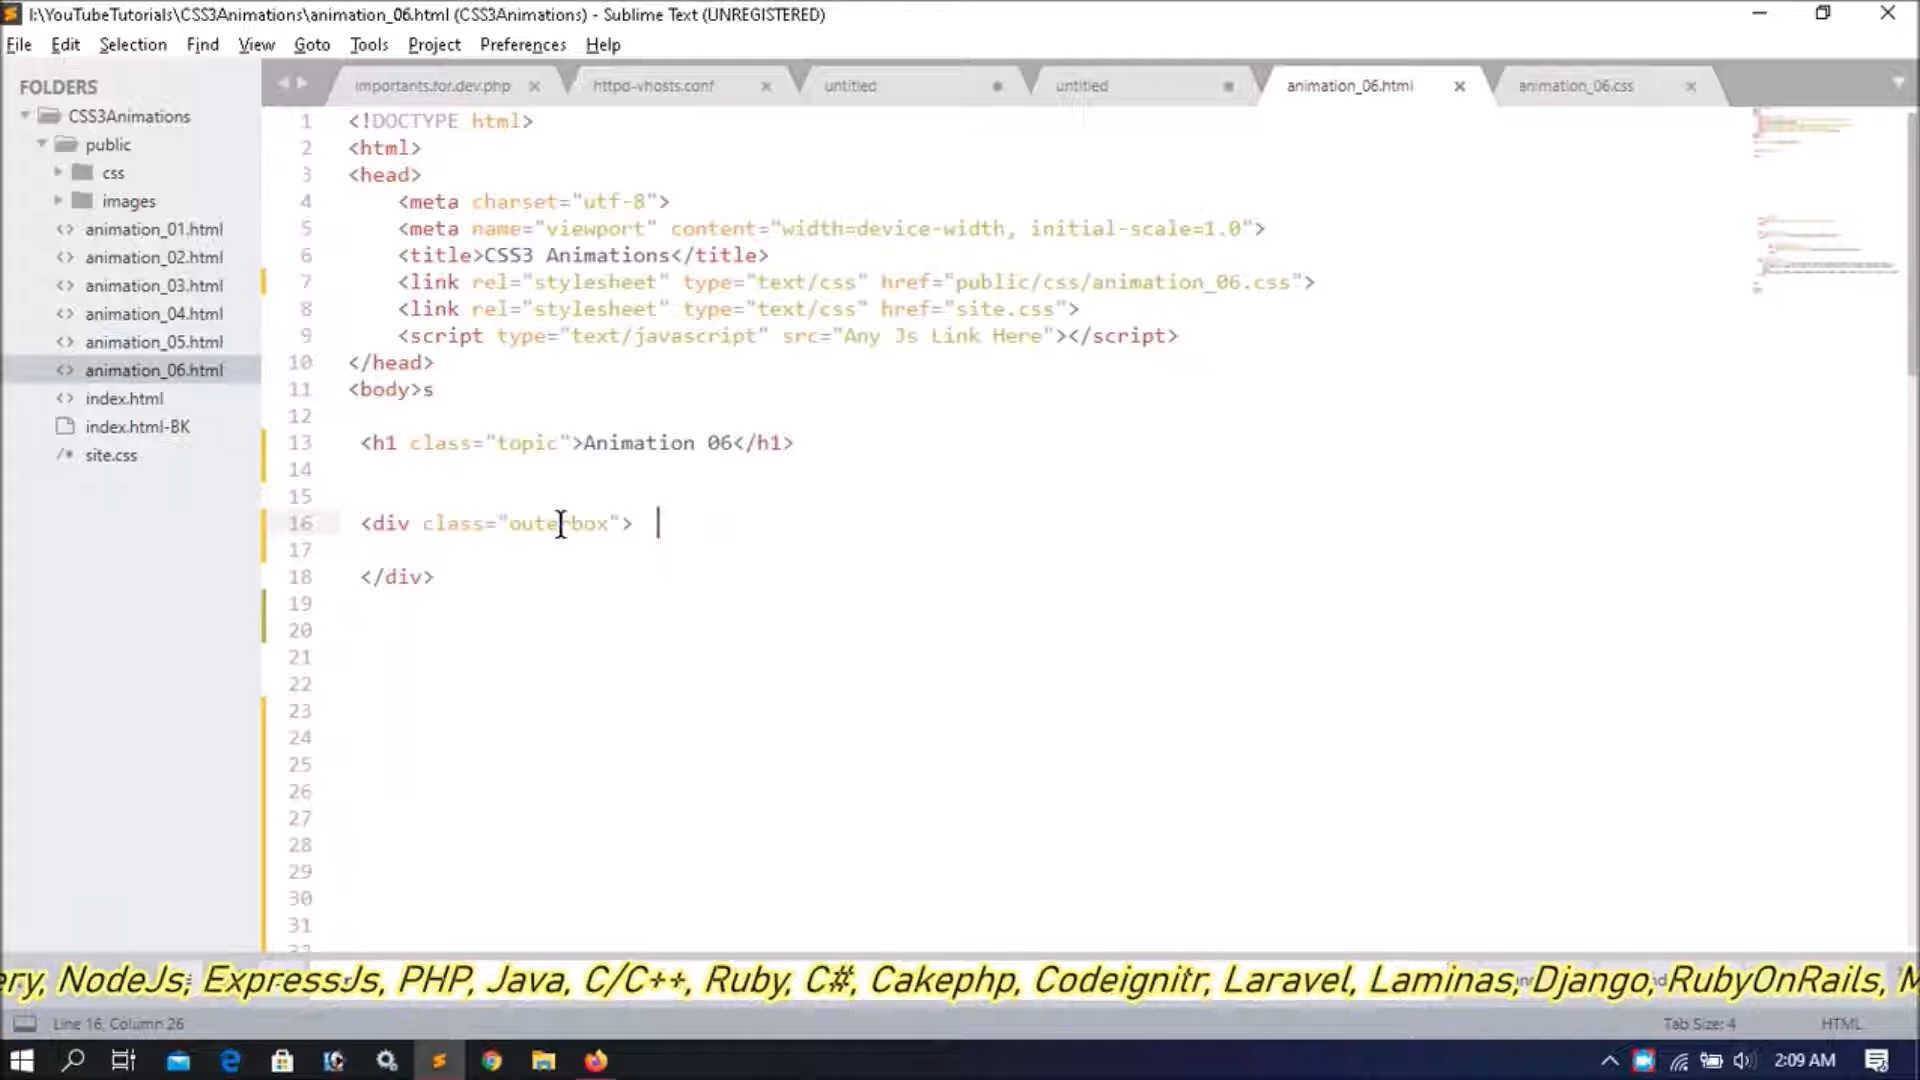 I:\YouTubeTutorials\CSS3Animations\animation_06.html (CSS3Animations) - Sublime Text (UNREGISTERED)
File Edit Selection Find View Goto Tools Project Preferences Help
FOLDERS
CSS3Animations
public
css
images
animation_01.html
animation_02.html
animation_03.html
animation_04.html
animation_05.html
animation_06.html
index.html
index.html-BK
site.css
importants.for.dev.php httpd-vhosts.conf untitled untitled animation_06.html animation_06.css
1 <!DOCTYPE html>
2 <html>
3 <head>
4 <meta charset="utf-8">
5 <meta name="viewport" content="width=device-width, initial-scale=1.0">
6 <title>CSS3 Animations</title>
7 <link rel="stylesheet" type="text/css" href="public/css/animation_06.css">
8 <link rel="stylesheet" type="text/css" href="site.css">
9 <script type="text/javascript" src="Any Js Link Here"></script>
10 </head>
11 <body>s
12
13 <h1 class="topic">Animation 06</h1>
14
15
16 <div class="outerbox">
17
18 </div>
19
20
21
22
23
24
25
26
27
28
29
30
31
ery, NodeJs, ExpressJs, PHP, Java, C/C++, Ruby, C#, Cakephp, Codeignitr, Laravel, Laminas, Django, RubyOnRails, M
Line 16, Column 26 Tab Size: 4 HTML
2:09 AM